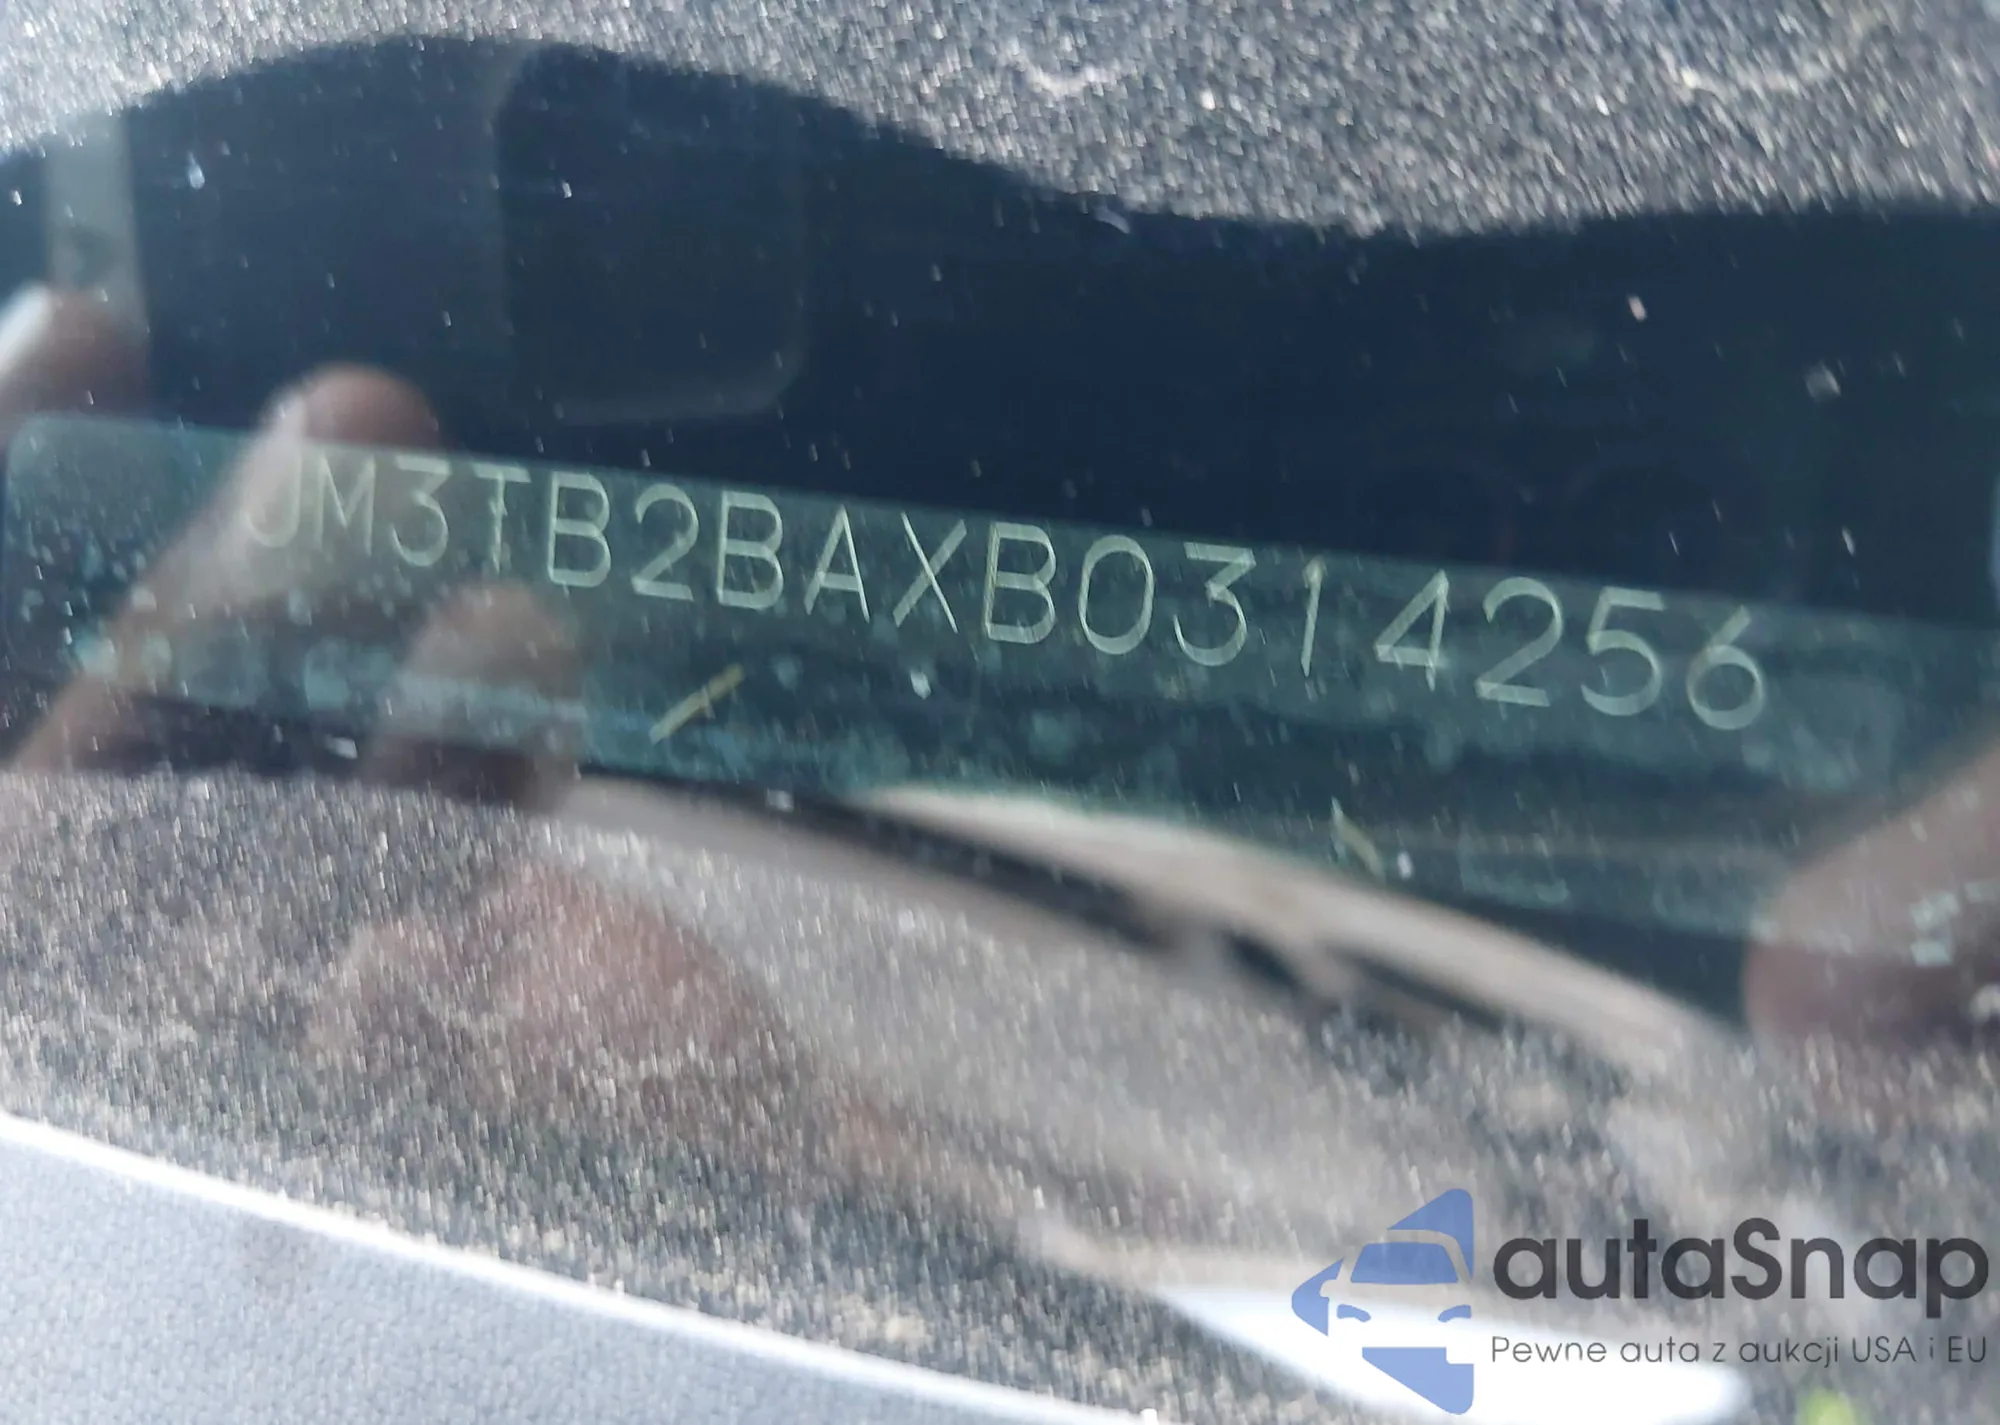 JM3TB2BAXB0314256
autaSnap
Pewne auta z aukcji USA i EU